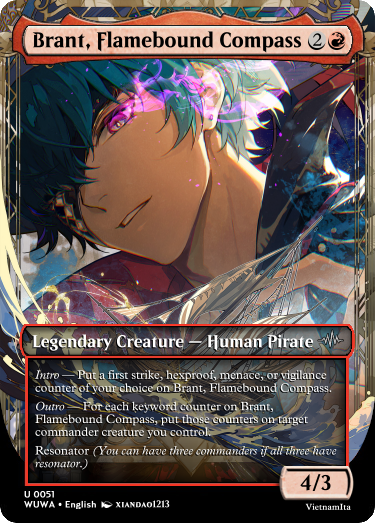 Brant, Flamebound Compass 2
Legendary Creature — Human Pirate
Intro — Put a first strike, hexproof, menace, or vigilance
counter of your choice on Brant, Flamebound Compass.
Outro — For each keyword counter on Brant,
Flamebound Compass, put those counters on target
commander creature you control.
Resonator (You can have three commanders if all three have
resonator.)
4/3
U 0051
WUWA • English XIANDAO1213
VietnamIta